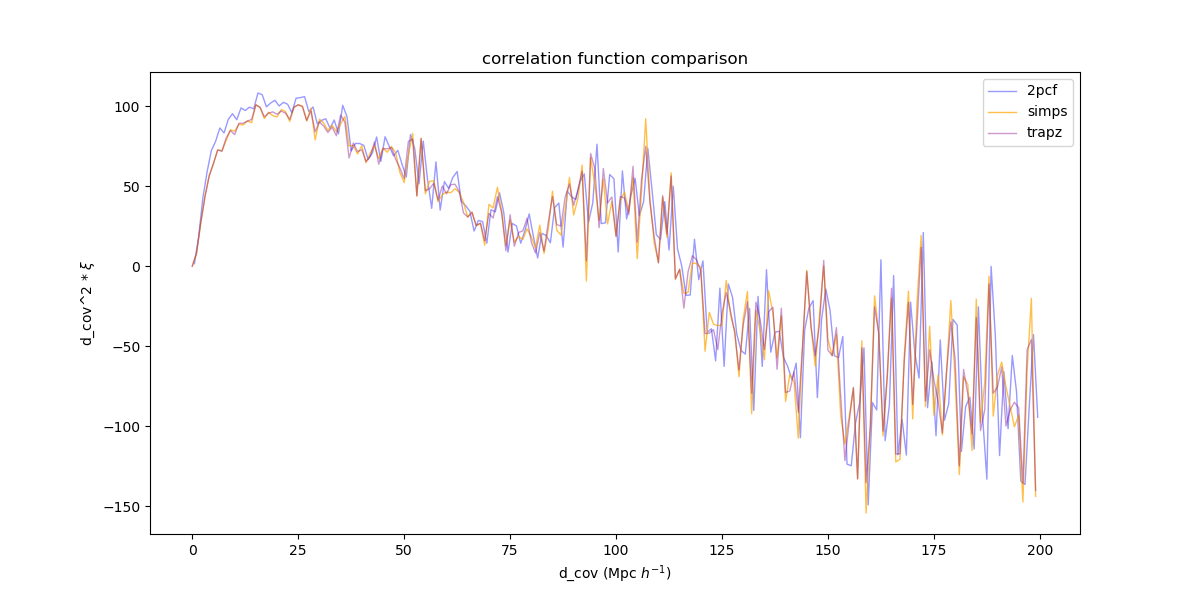 correlation function comparison
2pcf
simps
trapz
d_cov^2 * ξ
100
50
0
−50
−100
−150
0 25 50 75 100 125 150 175 200
d_cov (Mpc h⁻¹)